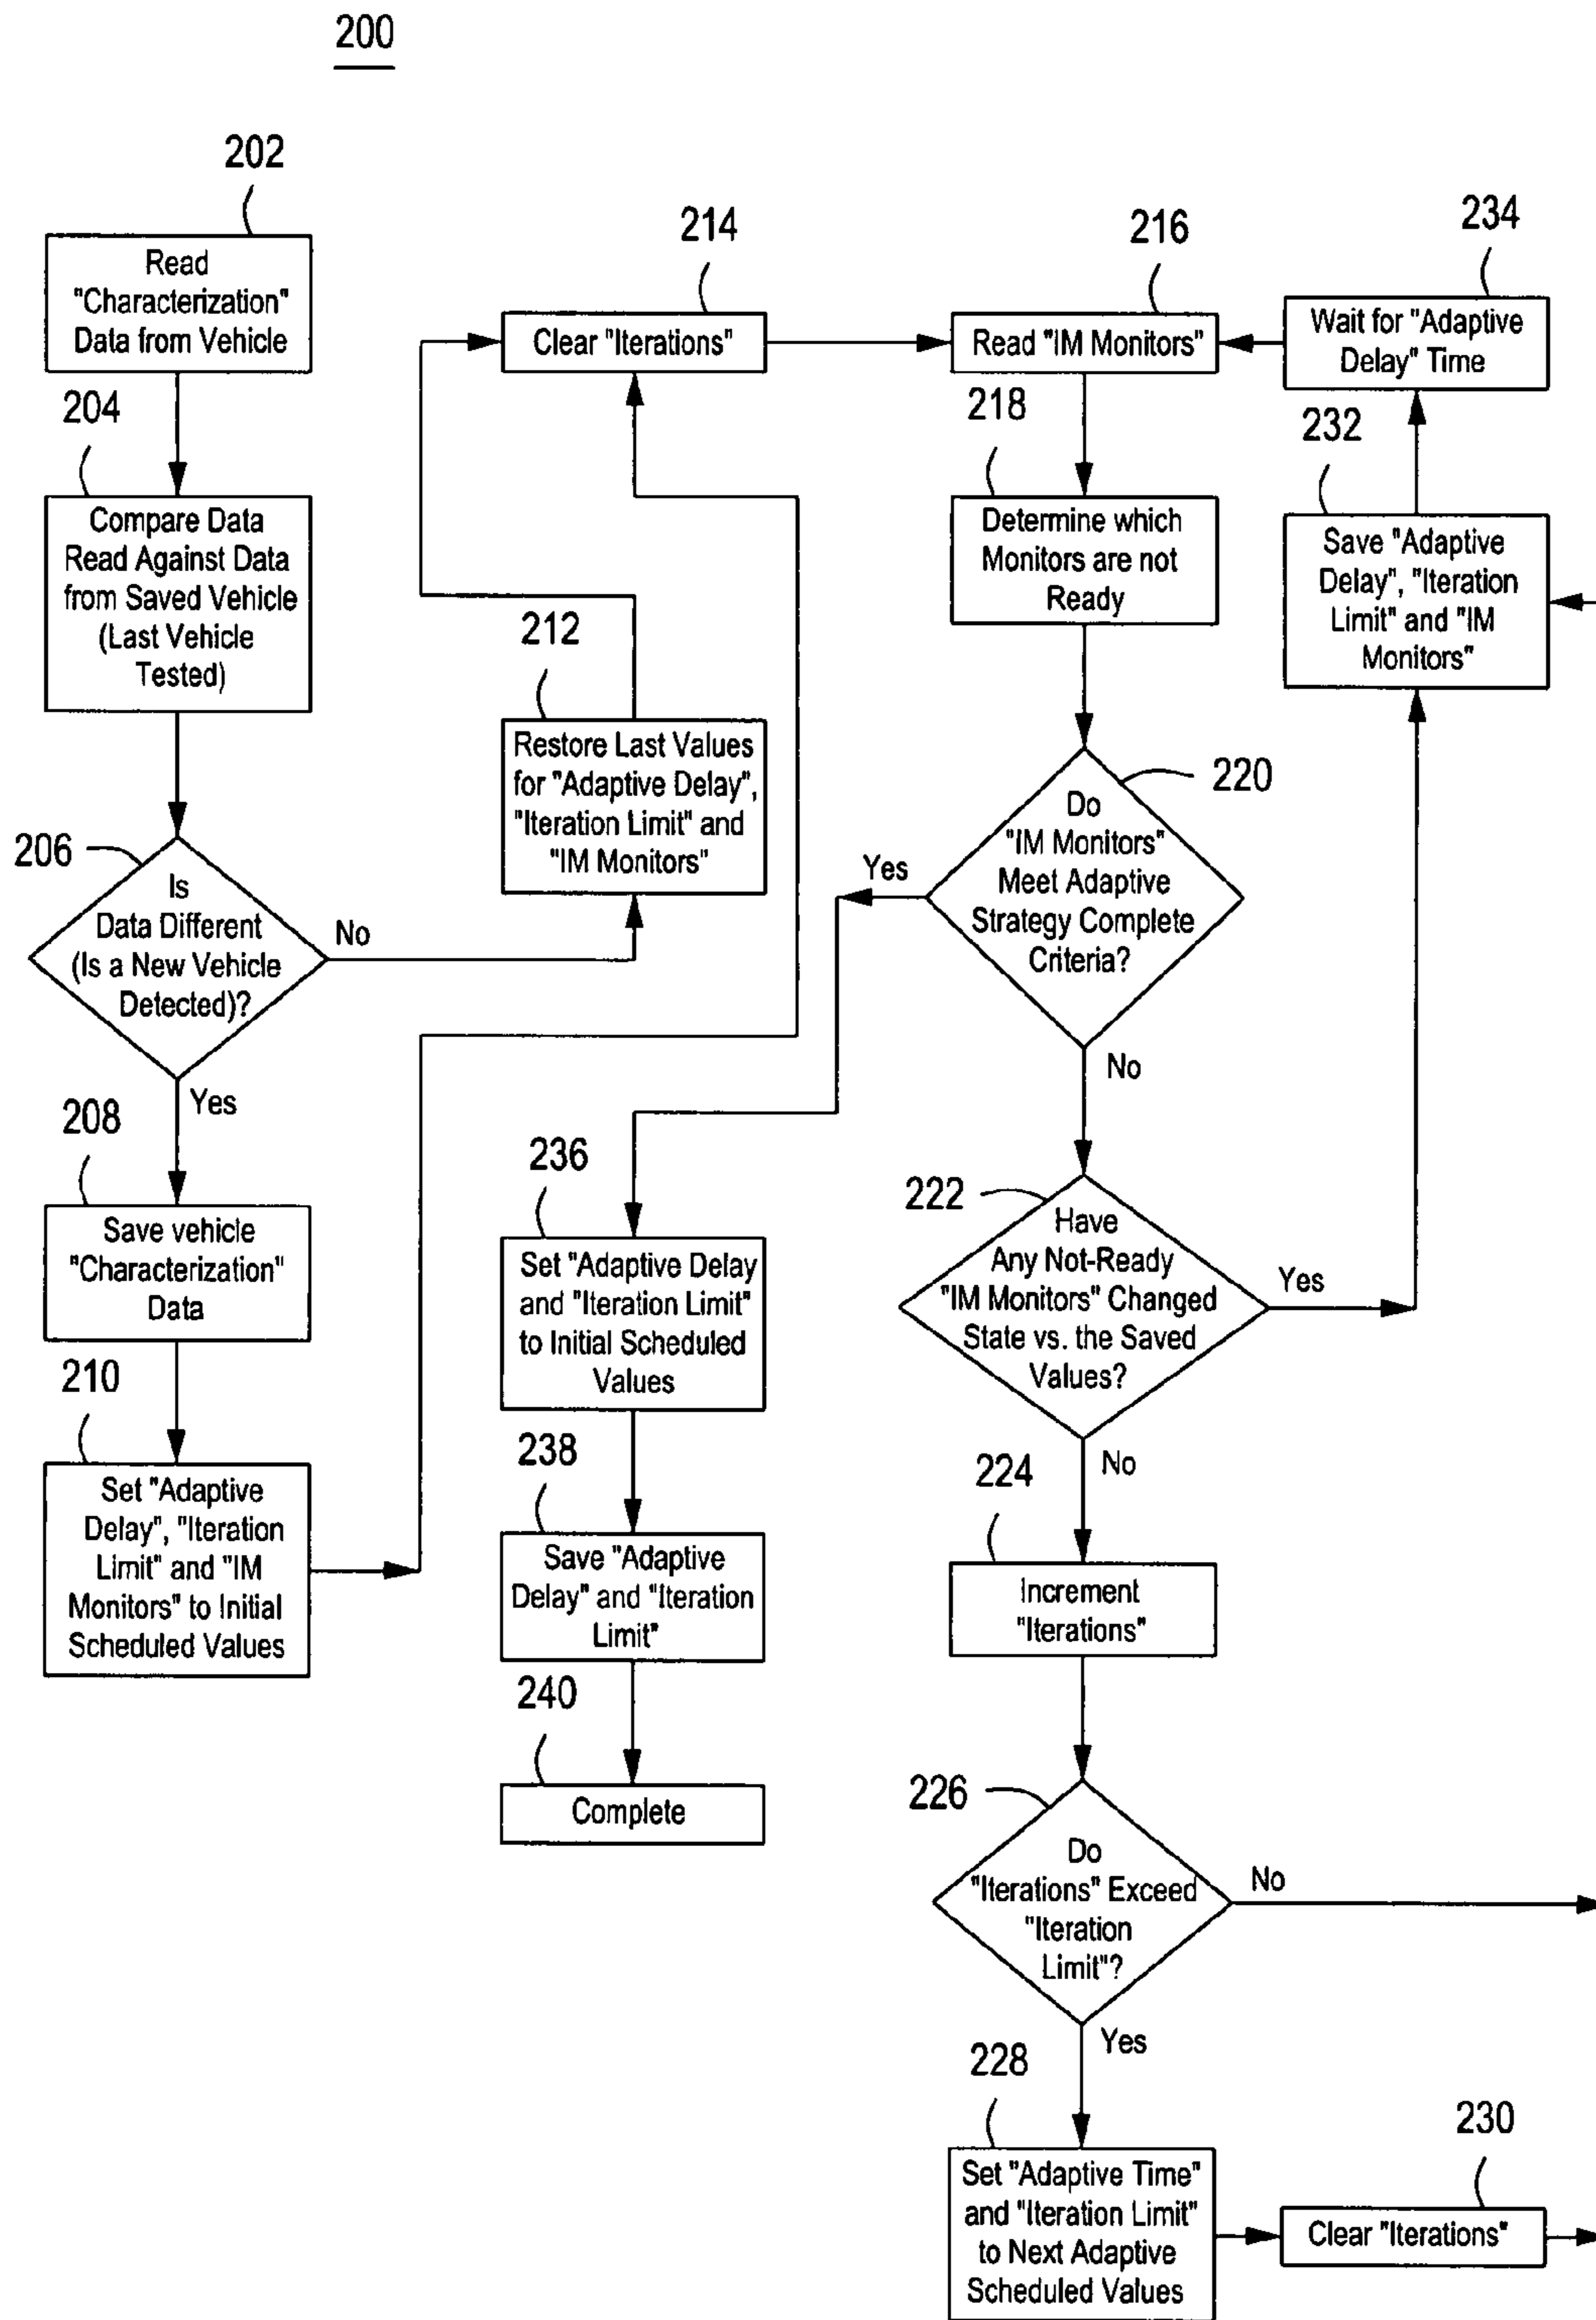 200
202
Read
"Characterization"
Data from Vehicle
204
Compare Data
Read Against Data
from Saved Vehicle
(Last Vehicle
Tested)
206
Is
Data Different
(Is a New Vehicle
Detected)?
No
Yes
208
Save vehicle
"Characterization"
Data
210
Set "Adaptive
Delay", "Iteration
Limit" and "IM
Monitors" to Initial
Scheduled Values
212
Restore Last Values
for "Adaptive Delay",
"Iteration Limit" and
"IM Monitors"
214
Clear "Iterations"
216
Read "IM Monitors"
218
Determine which
Monitors are not
Ready
220
Do
"IM Monitors"
Meet Adaptive
Strategy Complete
Criteria?
Yes
No
222
Have
Any Not-Ready
"IM Monitors" Changed
State vs. the Saved
Values?
Yes
No
224
Increment
"Iterations"
226
Do
"Iterations" Exceed
"Iteration
Limit"?
No
Yes
228
Set "Adaptive Time"
and "Iteration Limit"
to Next Adaptive
Scheduled Values
230
Clear "Iterations"
232
Save "Adaptive
Delay", "Iteration
Limit" and "IM
Monitors"
234
Wait for "Adaptive
Delay" Time
236
Set "Adaptive Delay
and "Iteration Limit"
to Initial Scheduled
Values
238
Save "Adaptive
Delay" and "Iteration
Limit"
240
Complete